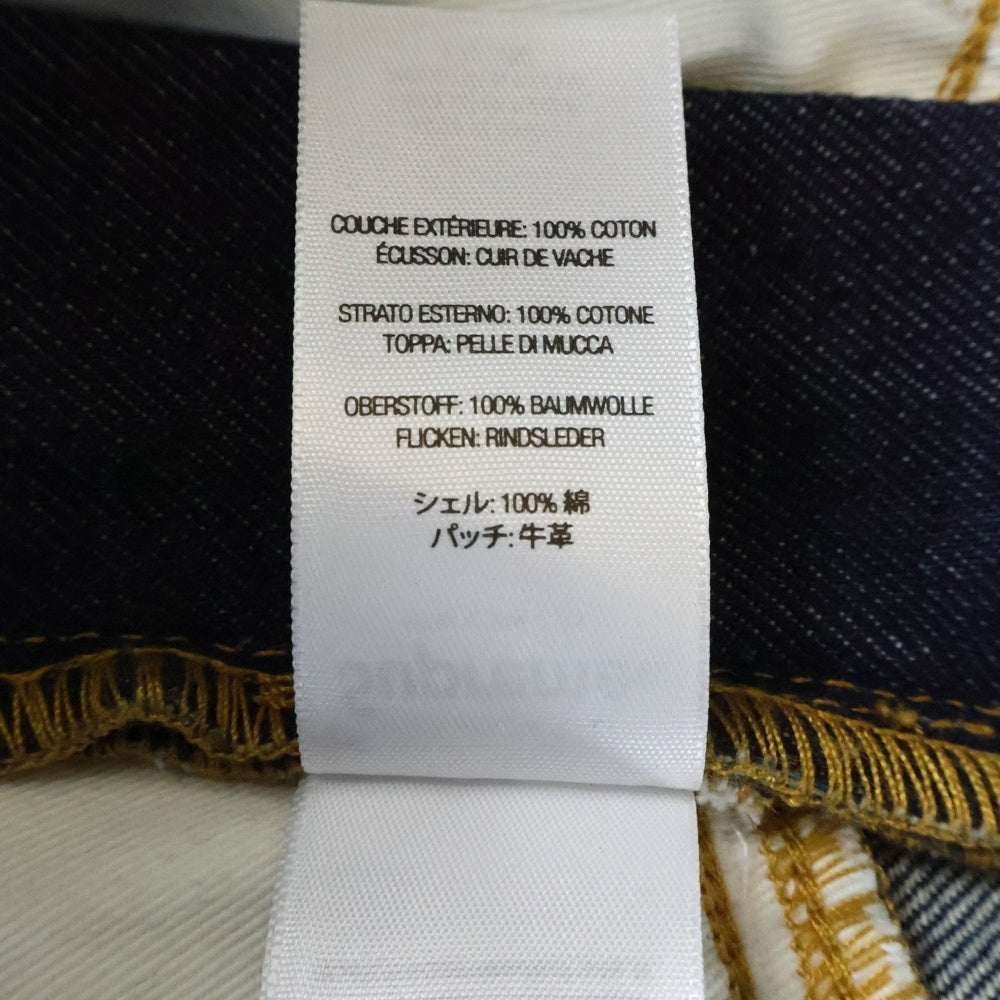 COUCHE EXTÉRIEURE: 100% COTON
ÉCUSSON: CUIR DE VACHE
STRATO ESTERNO: 100% COTONE
TOPPA: PELLE DI MUCCA
OBERSTOFF: 100% BAUMWOLLE
FLICKEN: RINDSLEDER
シェル: 100% 綿
パッチ: 牛革